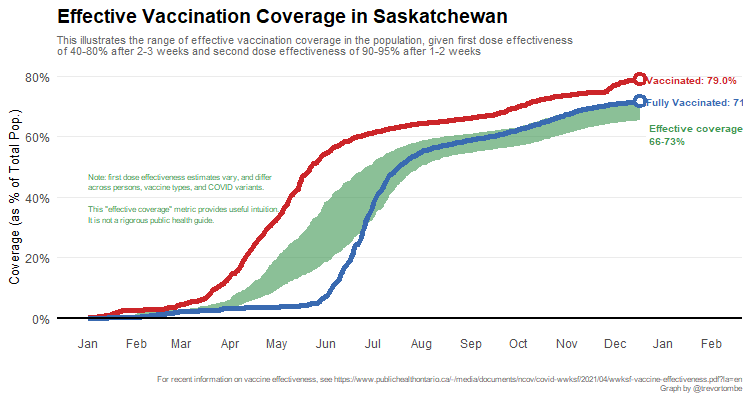 Effective Vaccination Coverage in Saskatchewan
This illustrates the range of effective vaccination coverage in the population, given first dose effectiveness
of 40-80% after 2-3 weeks and second dose effectiveness of 90-95% after 1-2 weeks
80%
60%
40%
20%
0%
Coverage (as % of Total Pop.)
Vaccinated: 79.0%
Fully Vaccinated: 71
Effective coverage
66-73%
Note: first dose effectiveness estimates vary, and differ
across persons, vaccine types, and COVID variants.
This "effective coverage" metric provides useful intuition.
It is not a rigorous public health guide.
Jan Feb Mar Apr May Jun Jul Aug Sep Oct Nov Dec Jan Feb
For recent information on vaccine effectiveness, see https://www.publichealthontario.ca/-/media/documents/ncov/covid-wwksf/2021/04/wwksf-vaccine-effectiveness.pdf?la=en
Graph by @trevortombe